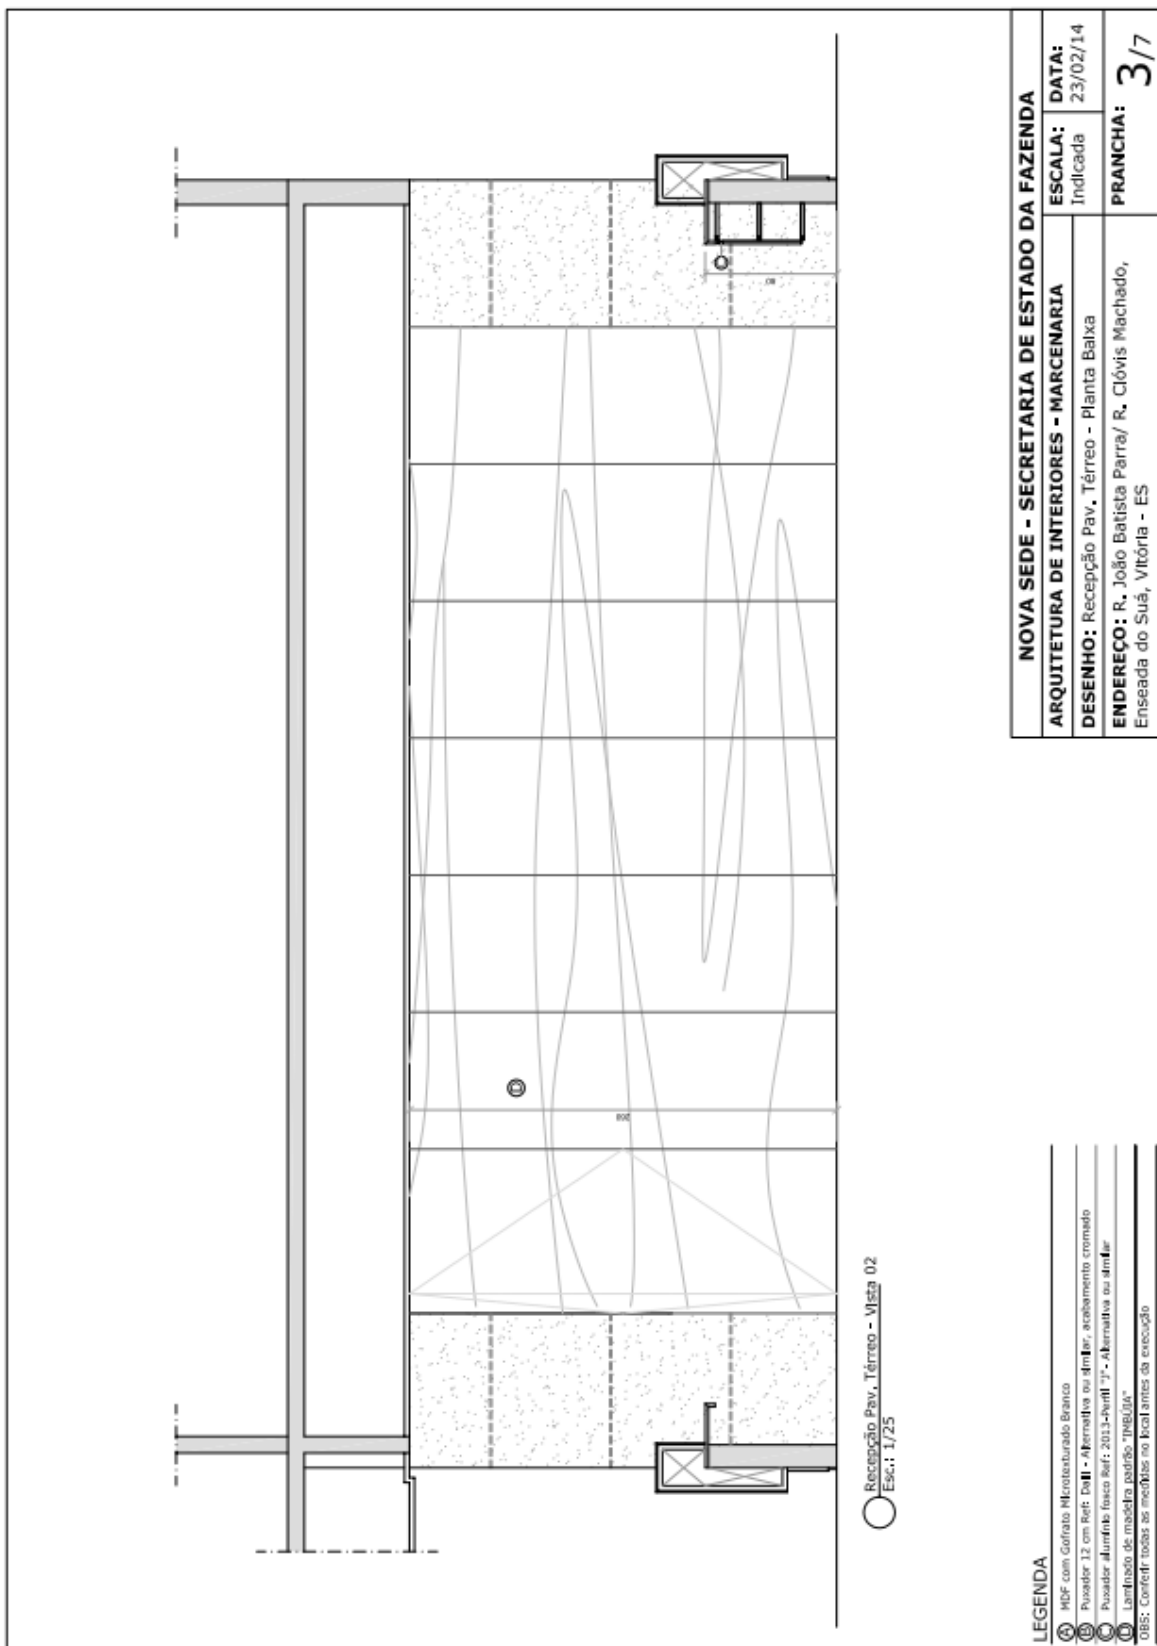 80
260
D
D
Recepção Pav. Térreo - Vista 02
Esc.: 1/25
LEGENDA
A MDF com Gofrato Microtexturado Branco
B Puxador 12 cm Ref: Dalli - Alternativa ou similar, acabamento cromado
C Puxador alumínio fosco Ref: 2013-Perfil "J"- Alternativa ou similar
D Laminado de madeira padrão "IMBÚIA"
OBS: Conferir todas as medidas no local antes da execução
NOVA SEDE - SECRETARIA DE ESTADO DA FAZENDA
ARQUITETURA DE INTERIORES - MARCENARIA
ESCALA:
Indicada
DATA:
23/02/14
DESENHO: Recepção Pav. Térreo - Planta Baixa
ENDEREÇO: R. João Batista Parra/ R. Clóvis Machado,
Enseada do Suá, Vitória - ES
PRANCHA:
3/7